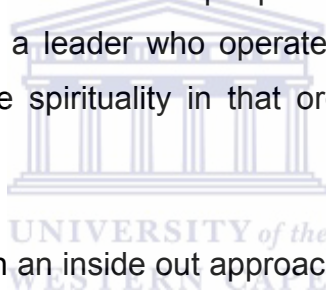 a leader who operate
e spirituality in that or
UNIVERSITY of the
n an inside out approac
WESTERN CAPE